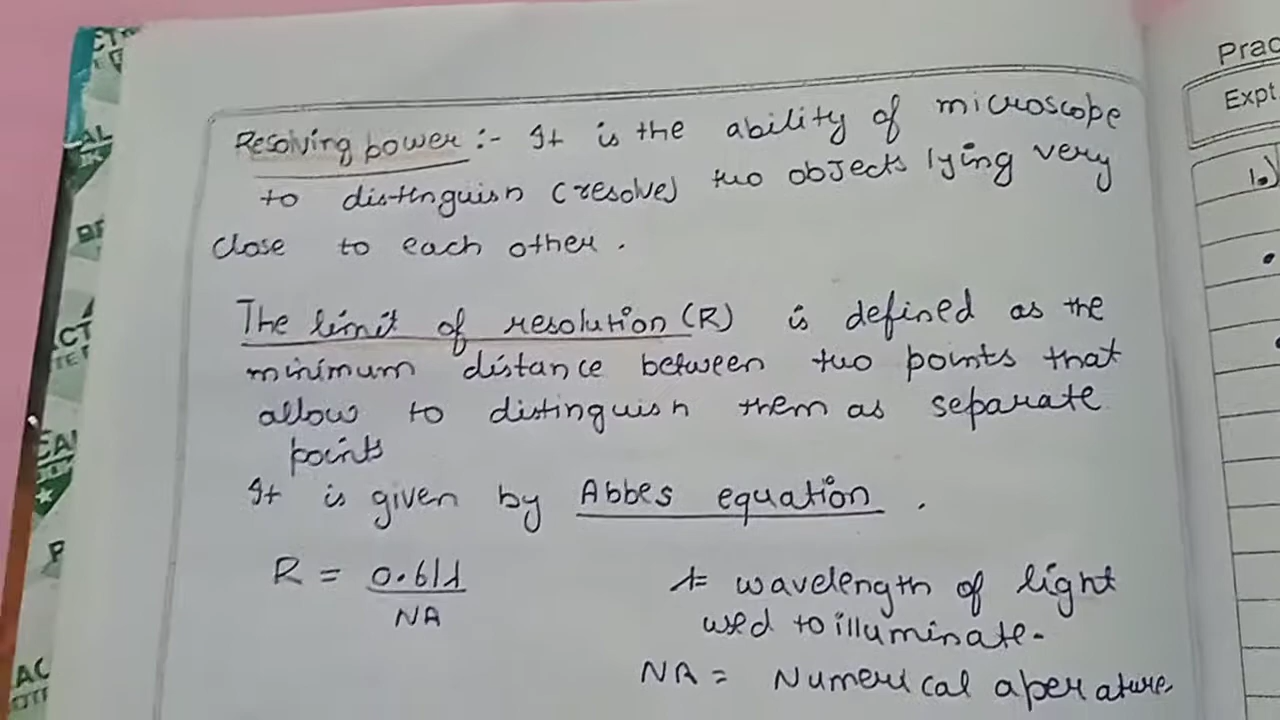 Resolving power :- It is the ability of microscope
to distinguish (resolve) two objects lying very
close to each other .
The limit of resolution (R) is defined as the
minimum distance between two points that
allow to distinguish them as separate
points
It is given by Abbes equation .
R = 0.61λ
NA
λ= wavelength of light
used to illuminate-
NA = Numerical aperature.
Prac
Expt
1.)